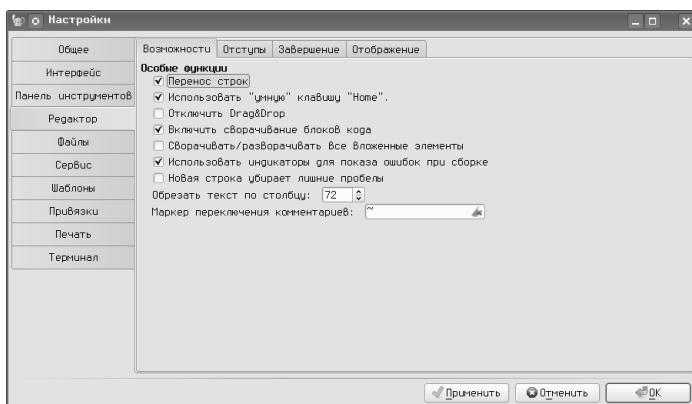 Настройки
Общее
Интерфейс
Панель инструментов
Редактор
Файлы
Сервис
Шаблоны
Привязки
Печать
Терминал
Возможности Отступы Завершение Отображение
Особые функции
Перенос строк
Использовать "умную" клавишу "Home".
Отключить Drag&Drop
Включить сворачивание блоков кода
Сворачивать/разворачивать все вложенные элементы
Использовать индикаторы для показа ошибок при сборке
Новая строка убирает лишние пробелы
Обрезать текст по столбцу: 72
Маркер переключения комментариев: ~
Применить Отменить OK